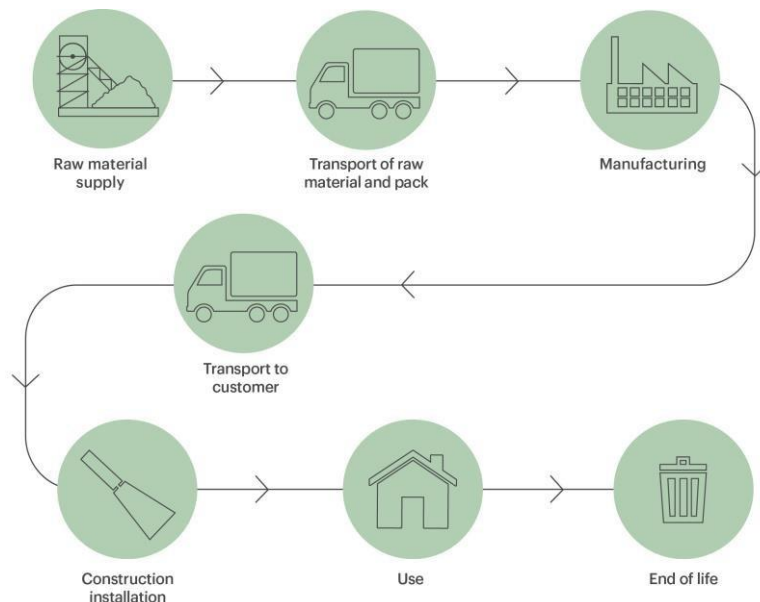 Raw material
supply
Transport of raw
material and pack
Manufacturing
Transport to
customer
Construction
installation
Use
End of life